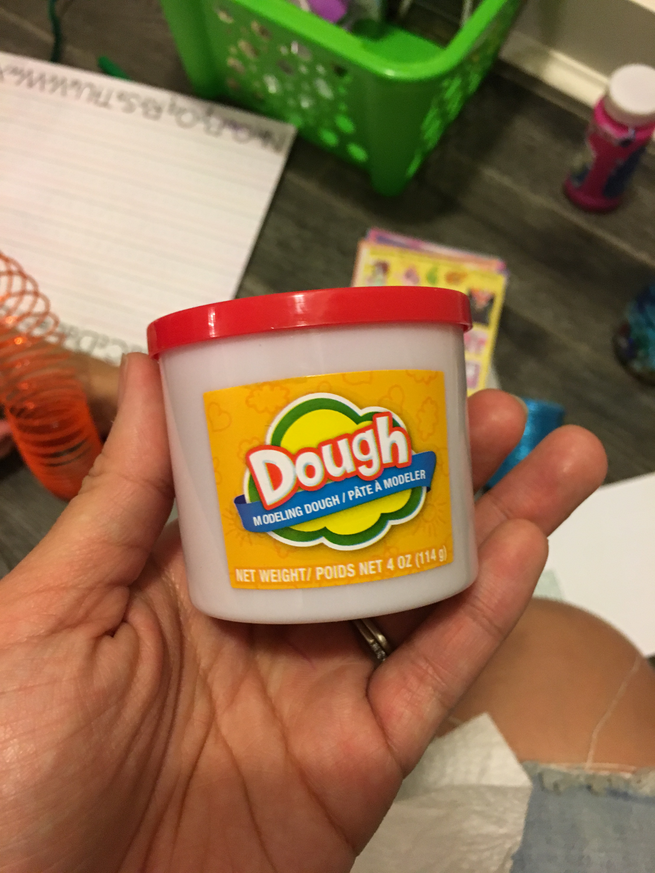 Dough
MODELING DOUGH / PÂTE À MODELER
NET WEIGHT/ POIDS NET 4 OZ (114 g)